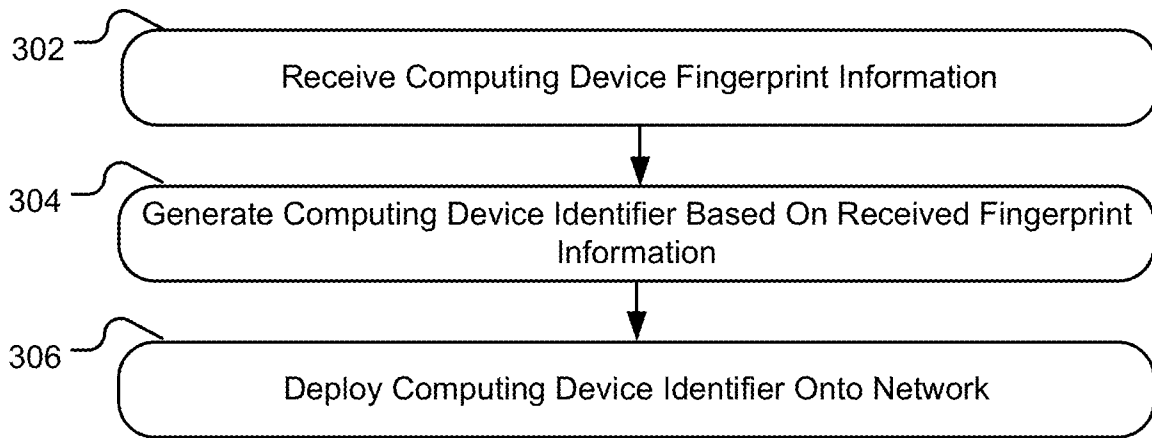 302
Receive Computing Device Fingerprint Information
304
Generate Computing Device Identifier Based On Received Fingerprint
Information
306
Deploy Computing Device Identifier Onto Network